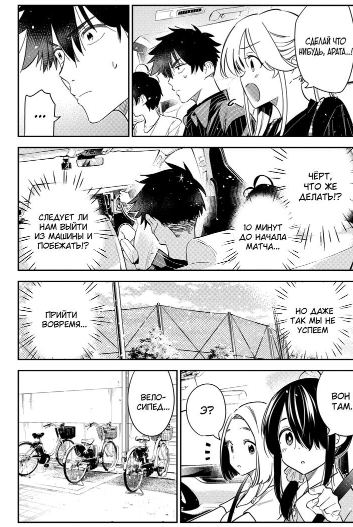 СДЕЛАЙ ЧТО
НИБУДЬ, АРАТА...!
...
ЧЁРТ,
ЧТО ЖЕ
ДЕЛАТЬ!?
10 МИНУТ
ДО НАЧАЛА
МАТЧА...
СЛЕДУЕТ ЛИ
НАМ ВЫЙТИ
ИЗ МАШИНЫ И
ПОБЕЖАТЬ!?
НО ДАЖЕ
ТАК МЫ НЕ
УСПЕЕМ
ПРИЙТИ
ВОВРЕМЯ...
ВОН
ТАМ..
Э?
ВЕЛО-
СИПЕД...